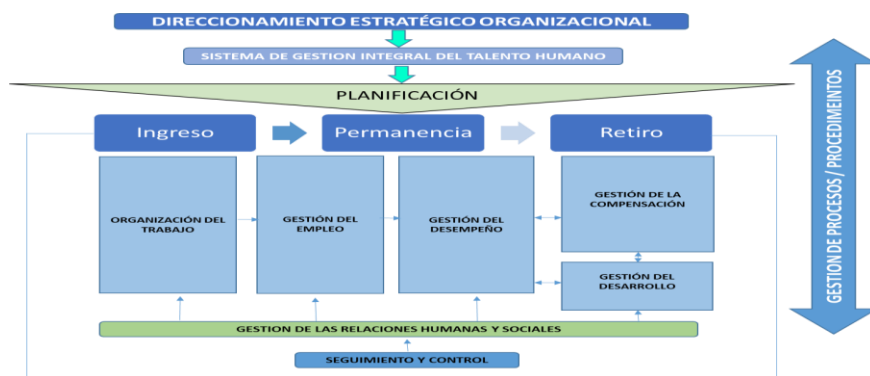 DIRECCIONAMIENTO ESTRATÉGICO ORGANIZACIONAL
SISTEMA DE GESTION INTEGRAL DEL TALENTO HUMANO
PLANIFICACIÓN
Ingreso
Permanencia
Retiro
ORGANIZACIÓN DEL
TRABAJO
GESTIÓN DEL
EMPLEO
GESTIÓN DEL
DESEMPEÑO
GESTIÓN DE LA
COMPENSACIÓN
GESTIÓN DEL
DESARROLLO
GESTION DE LAS RELACIONES HUMANAS Y SOCIALES
SEGUIMIENTO Y CONTROL
GESTION DE PROCESOS / PROCEDIMEINTOS